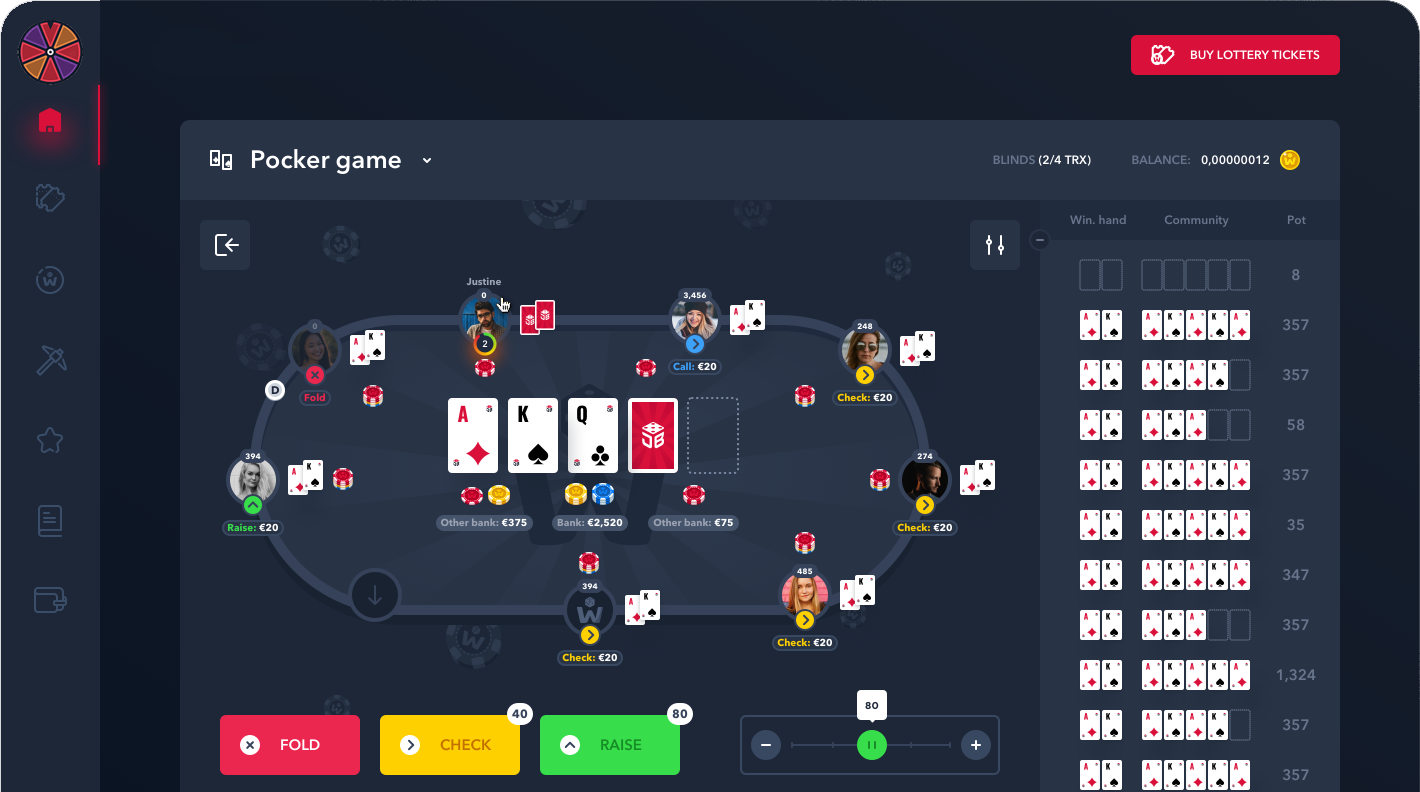 BUY LOTTERY TICKETS
Pocker game
BLINDS (2/4 TRX)
BALANCE: 0,00000012
Win. hand Community Pot
8
357
357
58
357
35
347
357
1,324
357
357
Justine
0
2
3,456
Call: €20
248
Check: €20
0
Fold
D
A
K
Q
394
Raise: €20
274
Check: €20
Other bank: €375
Bank: €2,520
Other bank: €75
394
W
Check: €20
485
Check: €20
FOLD
CHECK
40
RAISE
80
80